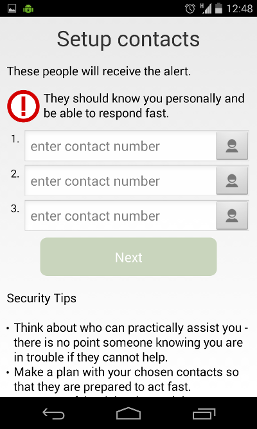 12:48
Setup contacts
These people will receive the alert.
They should know you personally and
be able to respond fast.
1. enter contact number
2. enter contact number
3. enter contact number
Next
Security Tips
• Think about who can practically assist you -
there is no point someone knowing you are
in trouble if they cannot help.
• Make a plan with your chosen contacts so
that they are prepared to act fast.